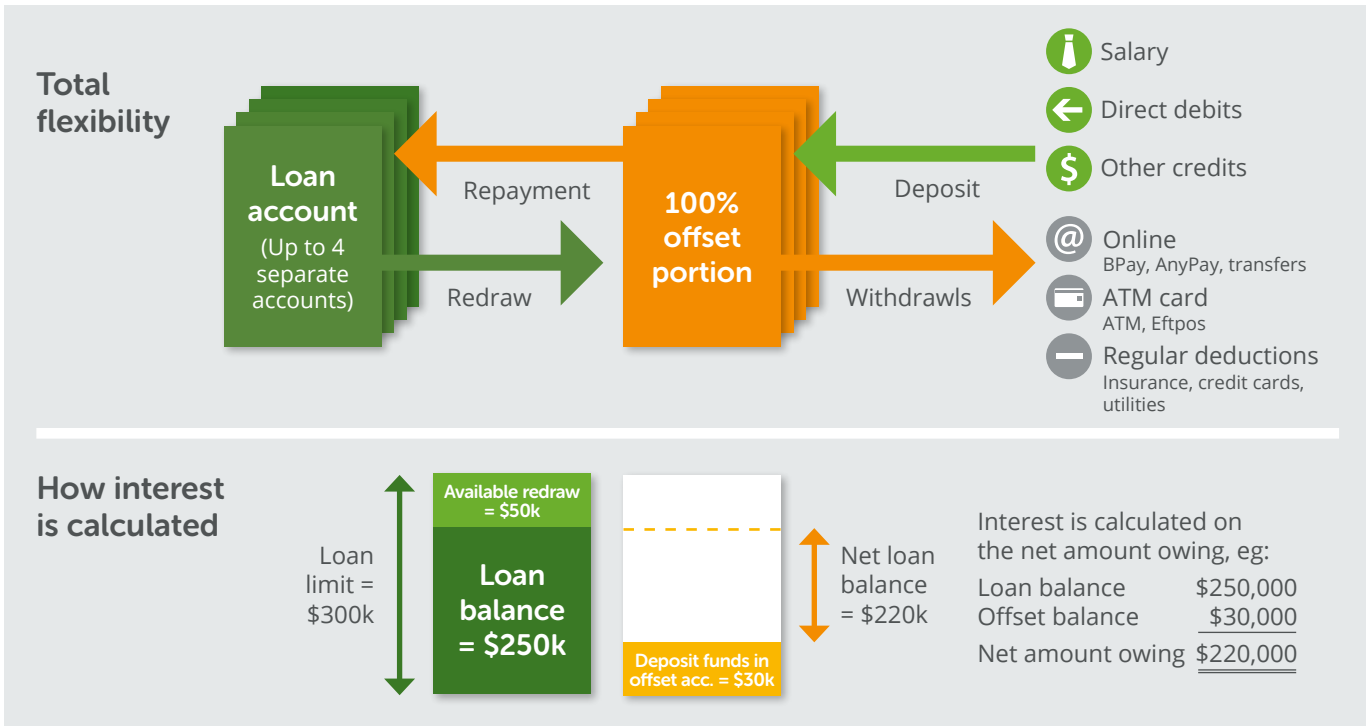 Total
flexibility
Loan
account
(Up to 4
separate
accounts)
Repayment
Redraw
100%
offset
portion
Deposit
Withdrawls
Salary
Direct debits
$
Other credits
@
Online
BPay, AnyPay, transfers
ATM card
ATM, Eftpos
Regular deductions
Insurance, credit cards,
utilities
How interest
is calculated
Loan
limit =
$300k
Available redraw
= $50k
Loan
balance
= $250k
Deposit funds in
offset acc. = $30k
Net loan
balance
= $220k
Interest is calculated on
the net amount owing, eg:
Loan balance $250,000
Offset balance $30,000
Net amount owing $220,000